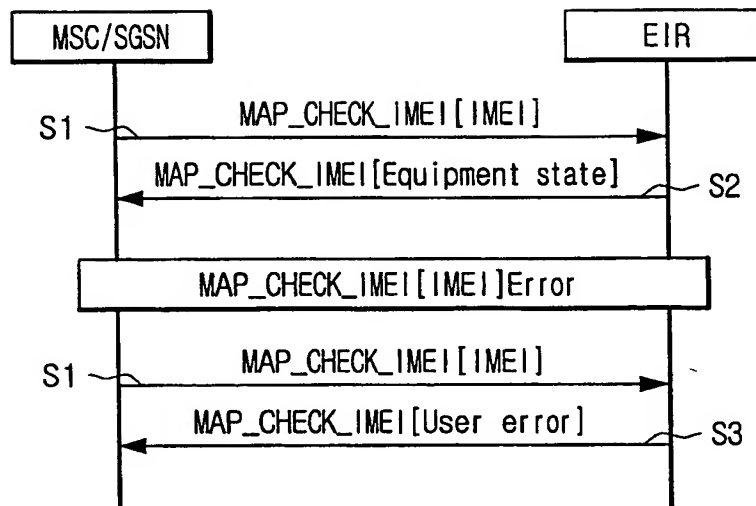 MSC/SGSN
EIR
S1
MAP_CHECK_IMEI[IMEI]
MAP_CHECK_IMEI[Equipment state]
S2
MAP_CHECK_IMEI[IMEI]Error
S1
MAP_CHECK_IMEI[IMEI]
MAP_CHECK_IMEI[User error]
S3